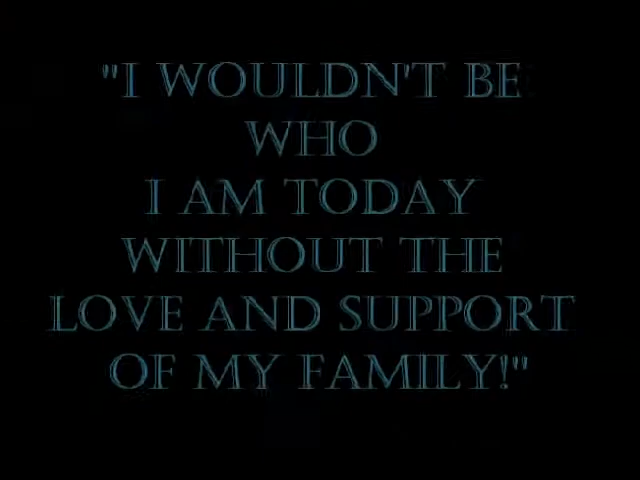 "I WOULDN'T BE
WHO
I AM TODAY
WITHOUT THE
LOVE AND SUPPORT
OF MY FAMILY!"